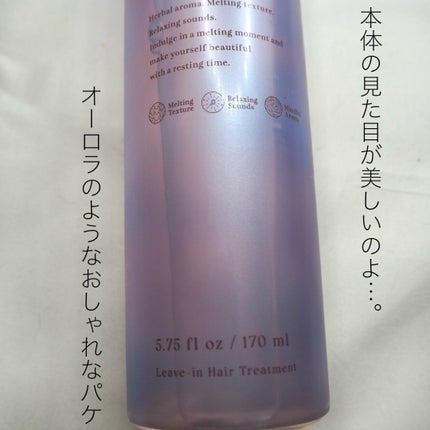 本体の見た目が美しいのよ…。
オーロラのようなおしゃれなパケ
Herbal aroma. Melting texture.
Relaxing sounds.
Indulge in a melting moment and
make yourself beautiful
with a resting time.
Melting
Texture
Relaxing
Sounds
Aroma
5.75 fl oz / 170 ml
Leave-in Hair Treatment